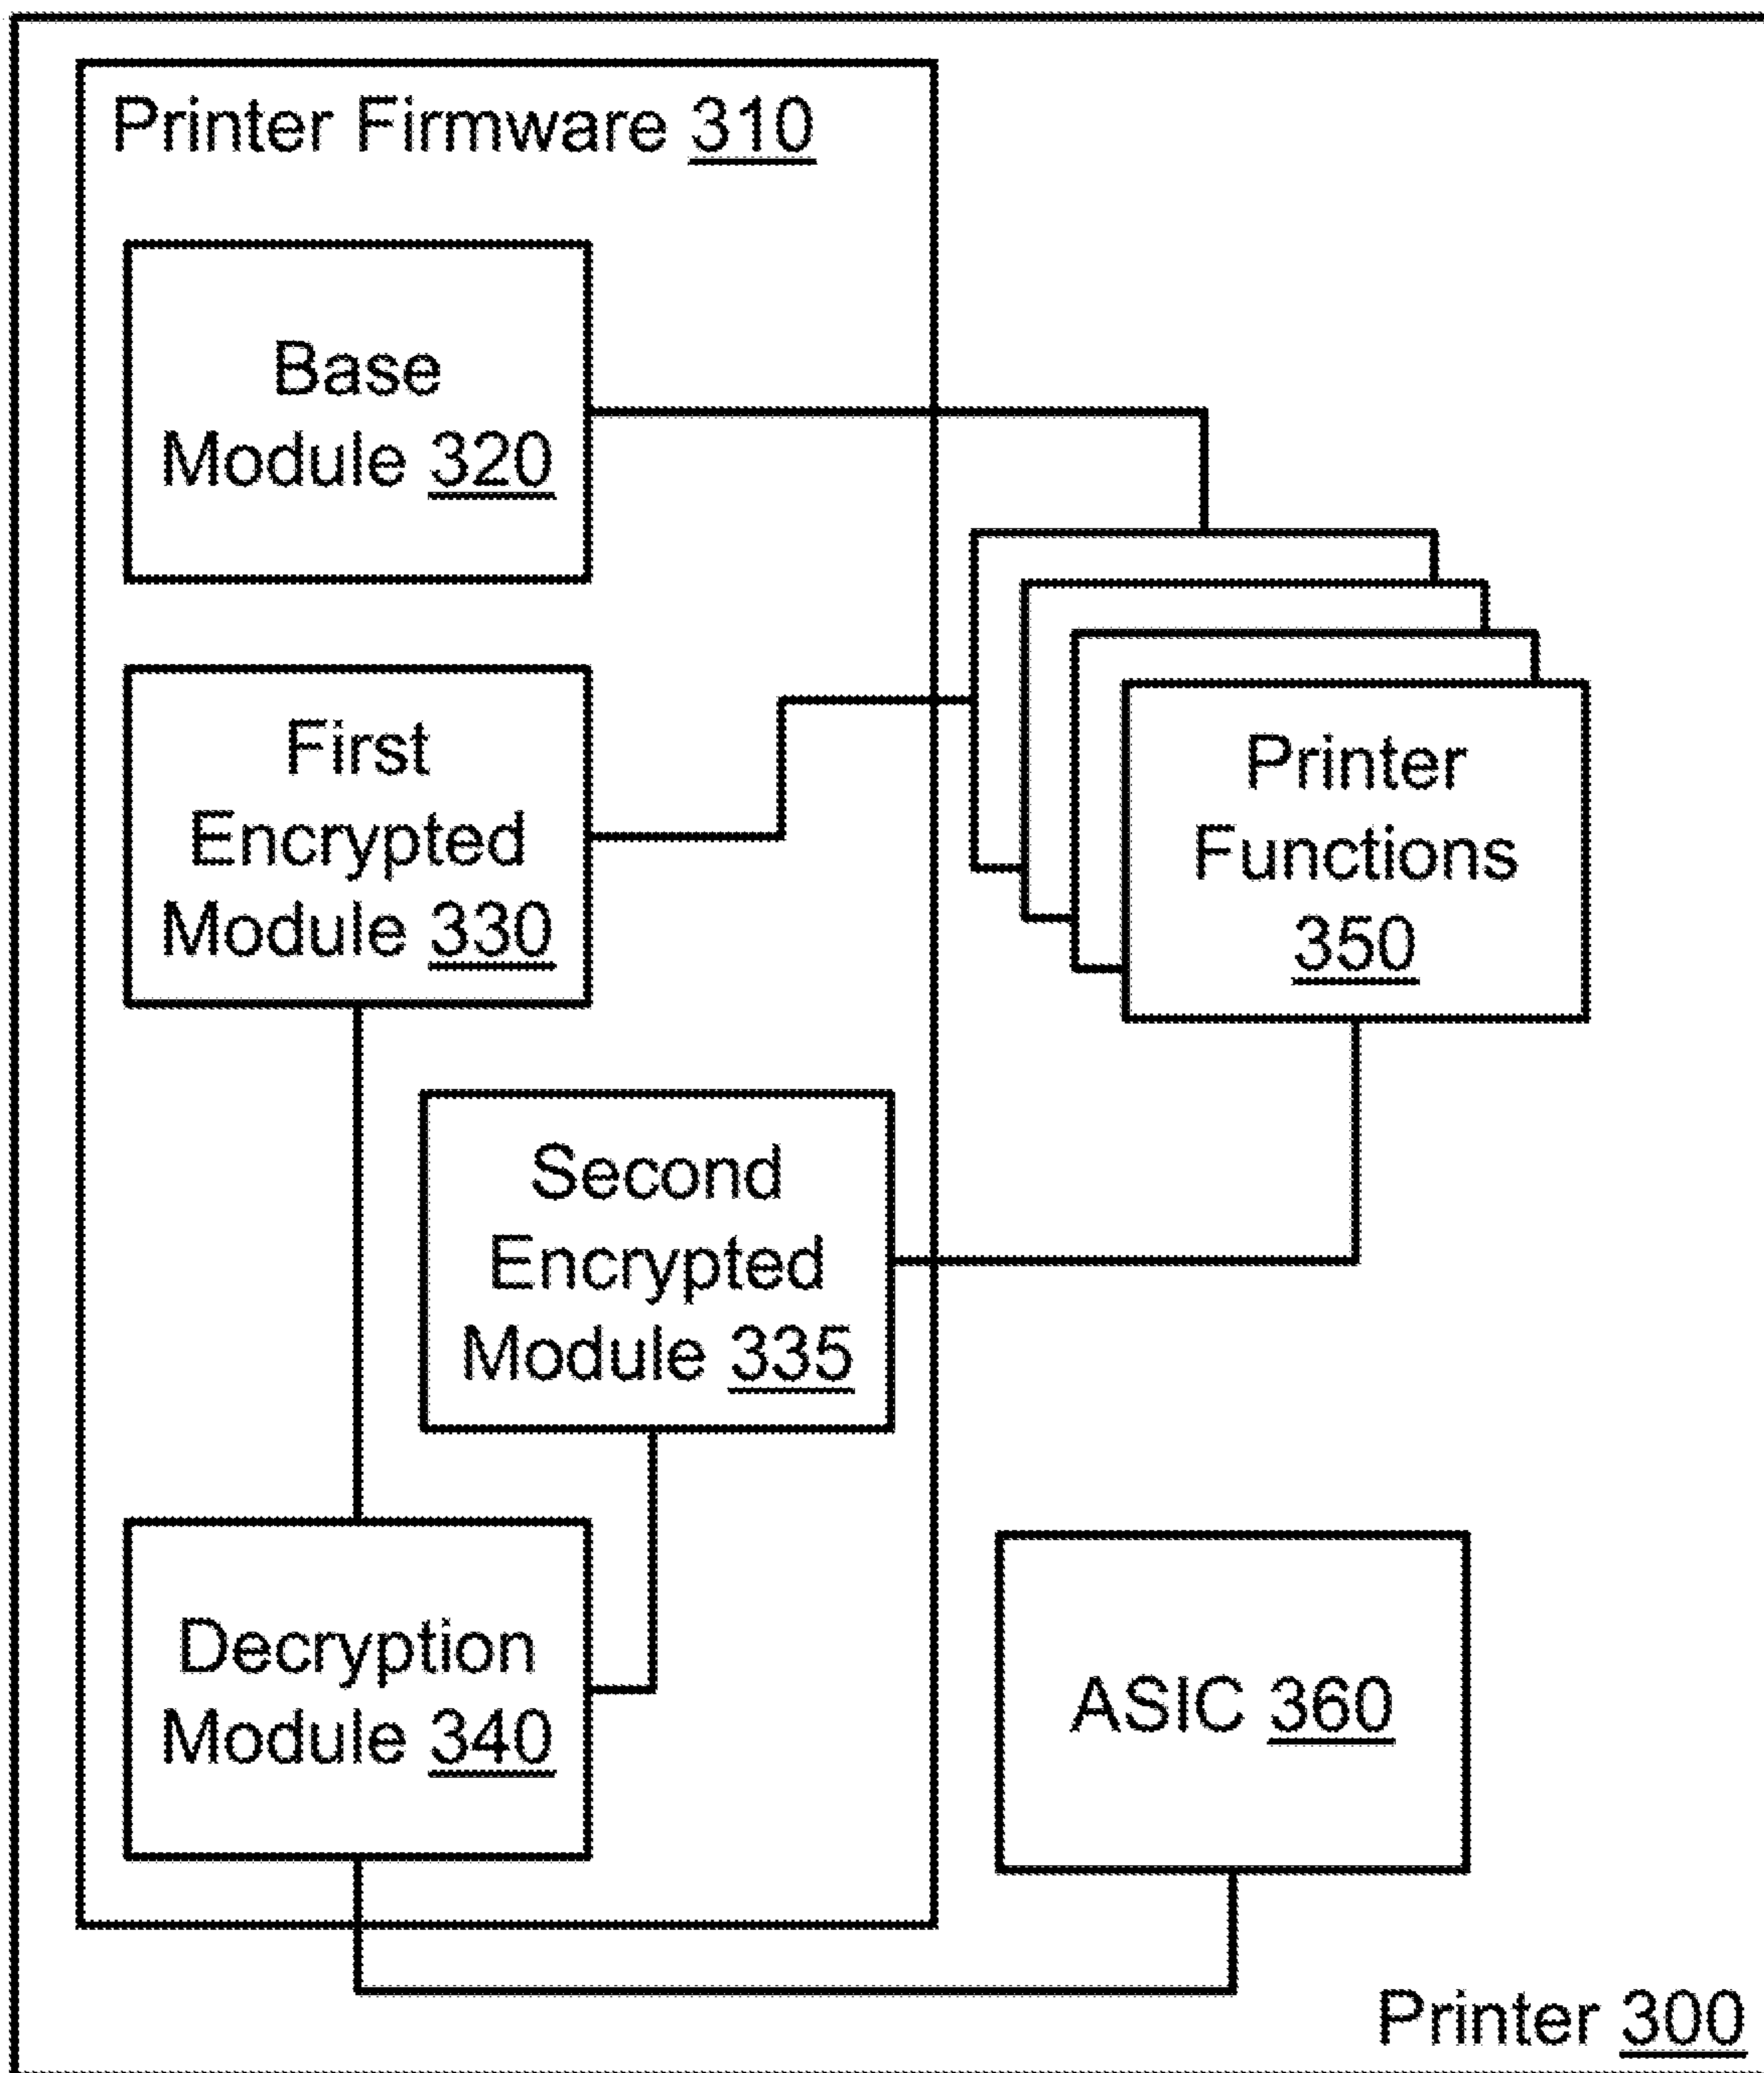 Printer Firmware 310
Base
Module 320
First
Encrypted
Module 330
Printer
Functions
350
Second
Encrypted
Module 335
Decryption
Module 340
ASIC 360
Printer 300